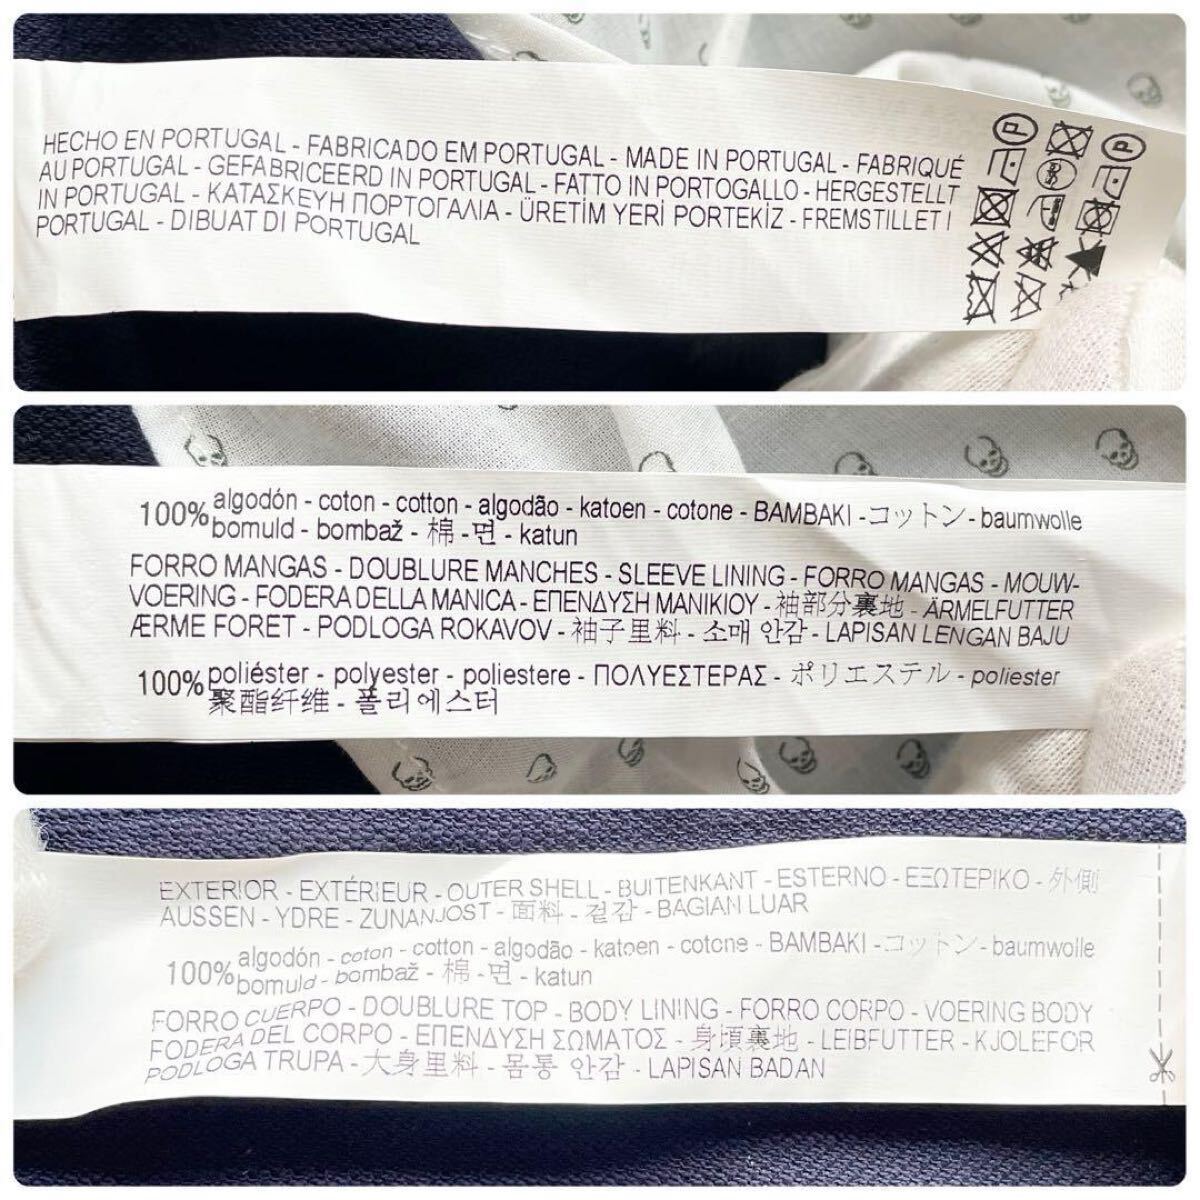 HECHO EN PORTUGAL - FABRICADO EM PORTUGAL - MADE IN PORTUGAL - FABRIQUÉ
AU PORTUGAL - GEFABRICEERD IN PORTUGAL - FATTO IN PORTOGALLO - HERGESTELLT
IN PORTUGAL - ΚΑΤΑΣΚΕΥΗ ΠΟΡΤΟΓΑΛΙΑ - ÜRETİM YERİ PORTEKİZ - FREMSTILLET I
PORTUGAL - DIBUAT DI PORTUGAL
100% algodón - coton - cotton - algodão - katoen - cotone - BAMBAKI - コットン - baumwolle
bomuld - bombaž - 棉 - 면 - katun
FORRO MANGAS - DOUBLURE MANCHES - SLEEVE LINING - FORRO MANGAS - MOUW-
VOERING - FODERA DELLA MANICA - ΕΠΕΝΔΥΣΗ ΜΑΝΙΚΙΟΥ - 袖部分裏地 - ÄRMELFUTTER
ÆRME FORET - PODLOGA ROKAVOV - 袖子里料 - 소매 안감 - LAPISAN LENGAN BAJU
100% poliéster - polyester - poliestere - ΠΟΛΥΕΣΤΕΡΑΣ - ポリエステル - poliester
聚酯纤维 - 폴리에스터
EXTERIOR - EXTÉRIEUR - OUTER SHELL - BUITENKANT - ESTERNO - ΕΞΩΤΕΡΙΚΟ - 外側
AUSSEN - YDRE - ZUNANJOST - 面料 - 겉감 - BAGIAN LUAR
100% algodón - coton - cotton - algodão - katoen - cotone - BAMBAKI - コットン - baumwolle
bomuld - bombaž - 棉 - 면 - katun
FORRO CUERPO - DOUBLURE TOP - BODY LINING - FORRO CORPO - VOERING BODY
FODERA DEL CORPO - ΕΠΕΝΔΥΣΗ ΣΩΜΑΤΟΣ - 身頃裏地 - LEIBFUTTER - KJOLEFOR
PODLOGA TRUPA - 大身里料 - 몸통 안감 - LAPISAN BADAN